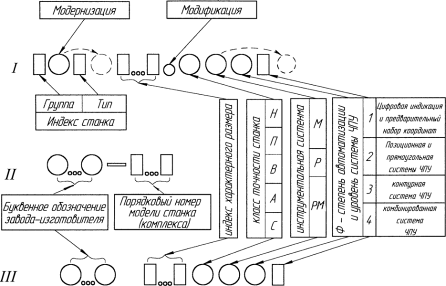 Модернизация
Модификация
I
Группа
Тип
Индекс станка
II
Буквенное обозначение
завода-изготовителя
Порядковый номер
модели станка
(комплекса)
III
индекс характерного размера
класс точности станка
Н
П
В
А
С
инструментальная система
М
Р
РМ
Ф - степень автоматизации
и уровень системы ЧПУ
1
Цифровая индикация
и предварительный
набор координат
2
Позиционная и
прямоугольная
системы ЧПУ
3
контурная
система ЧПУ
4
комбинированная
система
ЧПУ